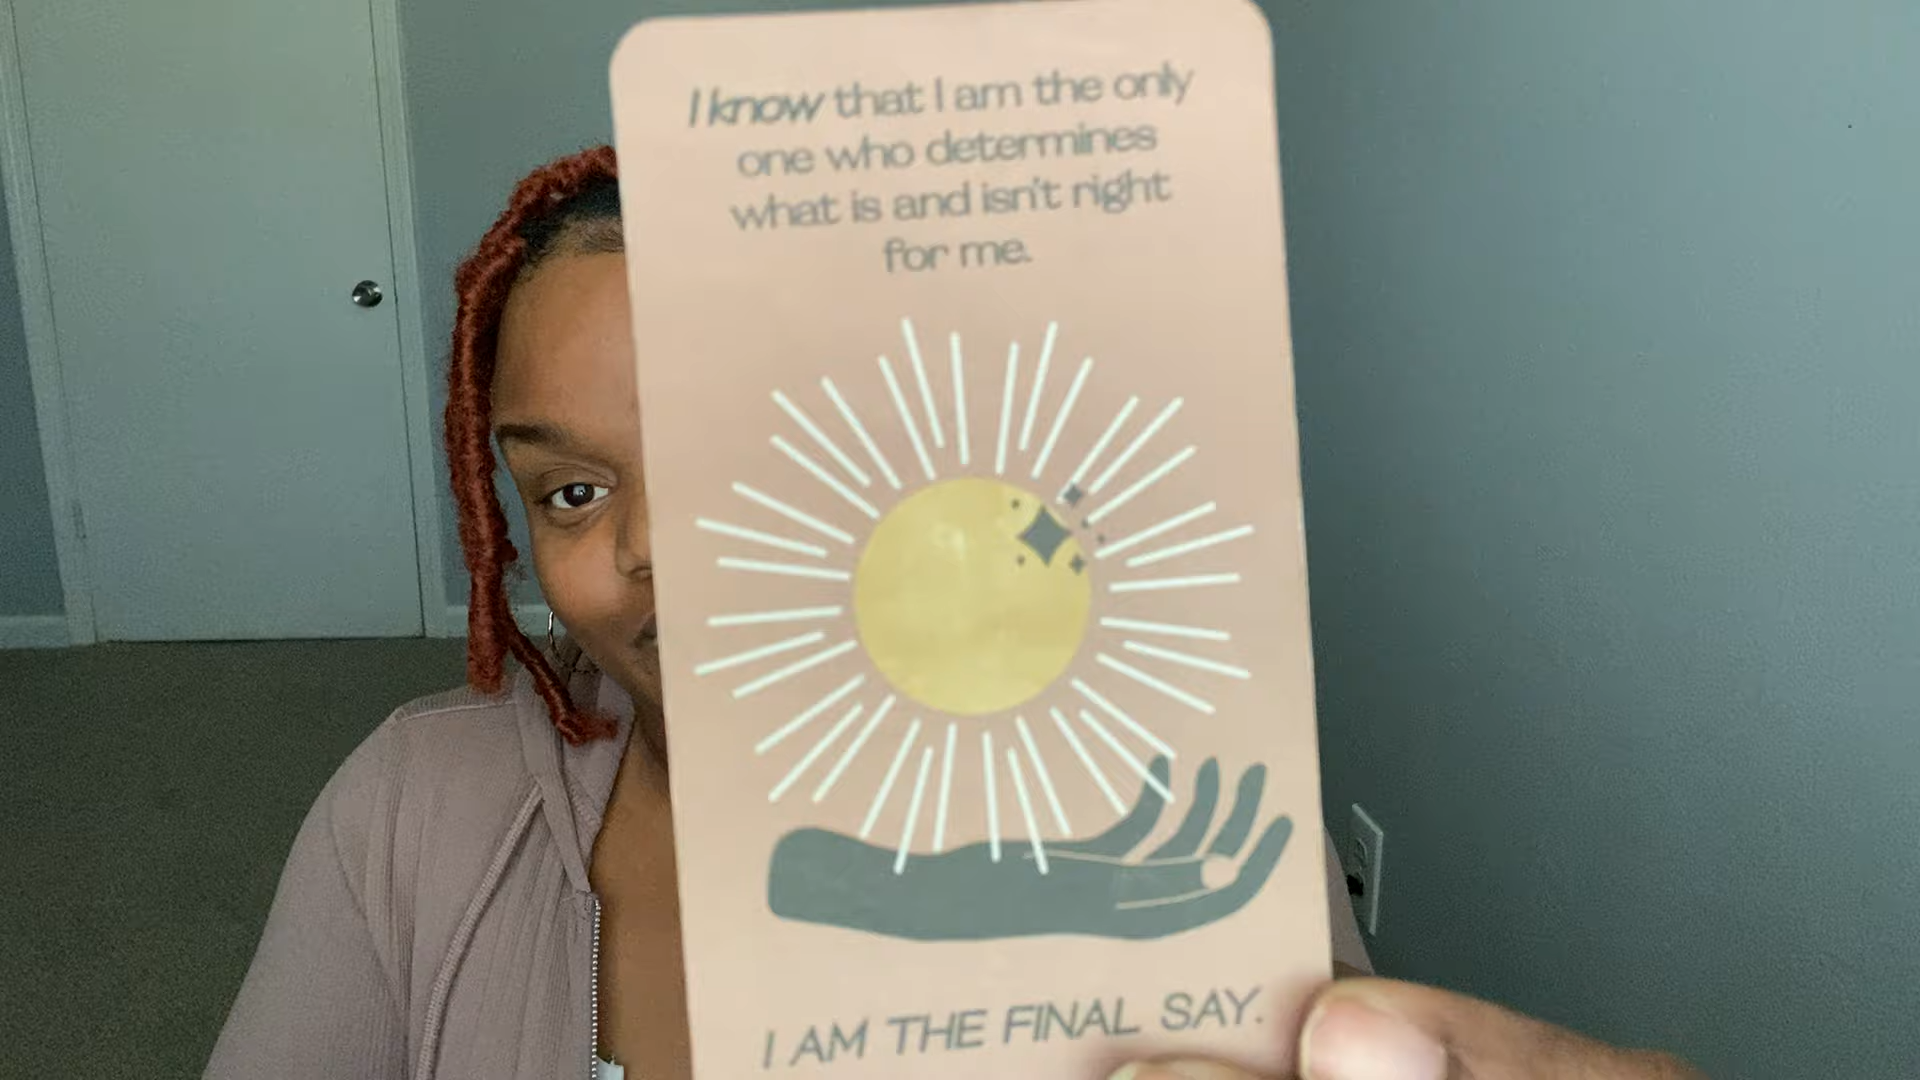 I know that I am the only
one who determines
what is and isn't right
for me.
I AM THE FINAL SAY.